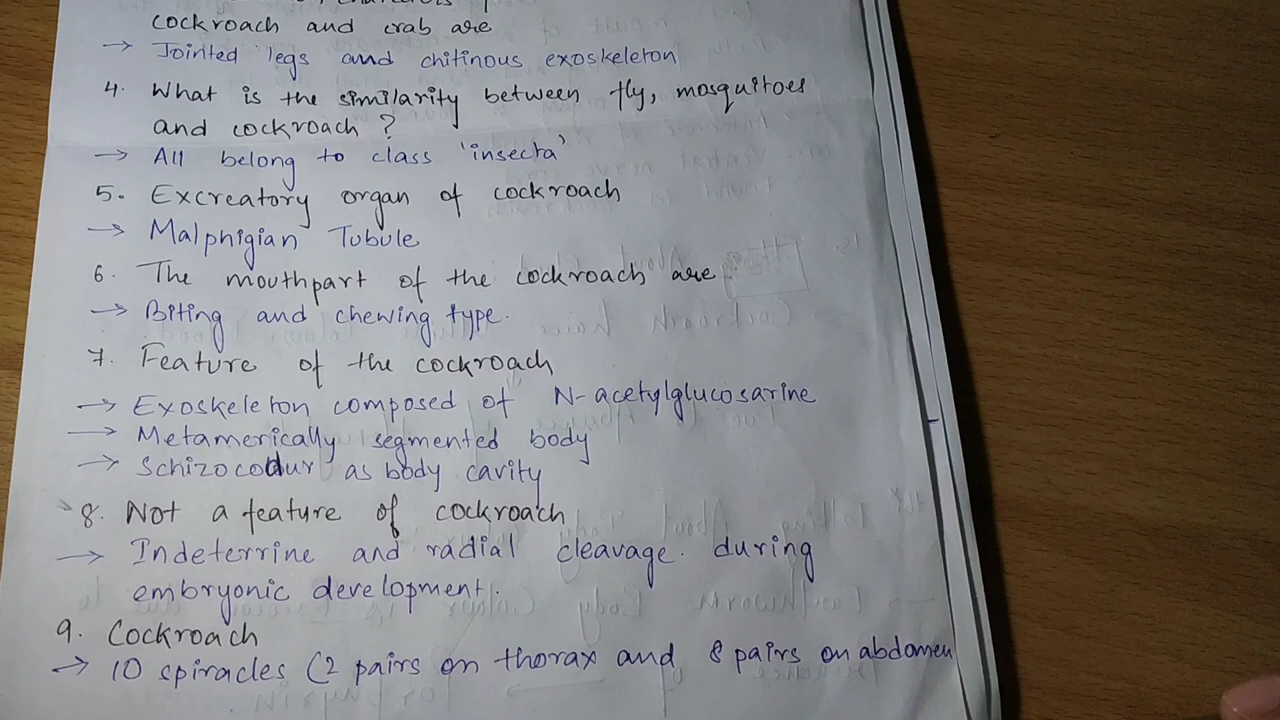 cockroach and crab are
→ Jointed legs and chitinous exoskeleton
4. What is the similarity between fly, mosquitoes
and cockroach ?
→ All belong to class 'insecta'
5. Excreatory organ of cockroach
→ Malphigian Tubule
6. The mouthpart of the cockroach are
→ Biting and chewing type.
7. Feature of the cockroach
→ Exoskeleton composed of N-acetylglucosarine
→ Metamerically segmented body
→ as body cavity
8. Not a feature of cockroach
→ Indeterrine and radial cleavage. during
embryonic development.
9. Cockroach
→ 10 spiracles (2 pairs on thorax and 8 pairs on abdomen